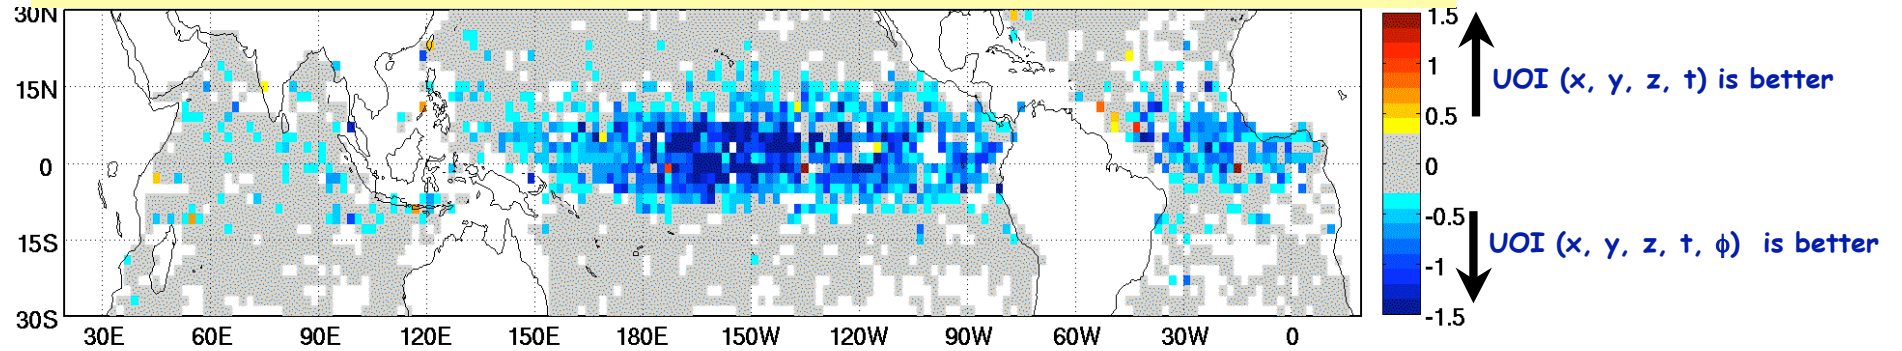 30N
15N
0
15S
30S
30E 60E 90E 120E 150E 180E 150W 120W 90W 60W 30W 0
1.5
1
0.5
0
-0.5
-1
-1.5
UOI (x, y, z, t) is better
UOI (x, y, z, t, ϕ) is better